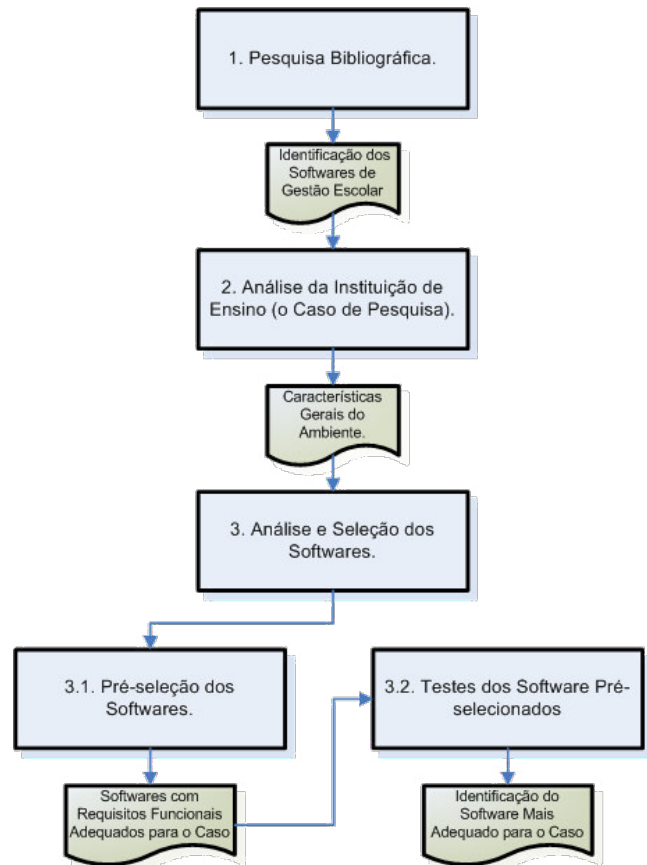 1. Pesquisa Bibliográfica.
Identificação dos
Softwares de
Gestão Escolar
2. Análise da Instituição de
Ensino (o Caso de Pesquisa).
Características
Gerais do
Ambiente.
3. Análise e Seleção dos
Softwares.
3.1. Pré-seleção dos
Softwares.
Softwares com
Requisitos Funcionais
Adequados para o Caso
3.2. Testes dos Software Pré-
selecionados
Identificação do
Software Mais
Adequado para o Caso